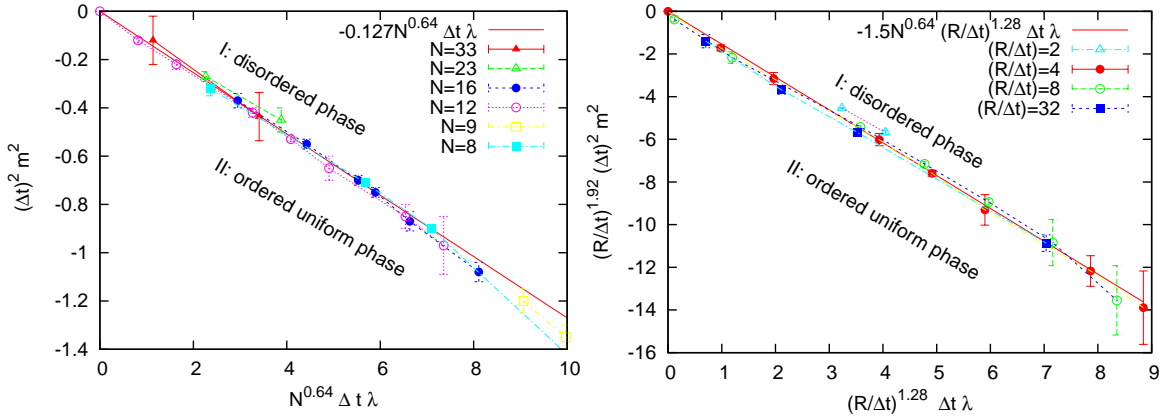 -0.127N^0.64 Δt λ
N=33
N=23
N=16
N=12
N=9
N=8
I: disordered phase
II: ordered uniform phase
0
-0.2
-0.4
-0.6
-0.8
-1
-1.2
-1.4
0 2 4 6 8 10
(Δt)^2 m^2
N^0.64 Δ t λ
-1.5N^0.64 (R/Δt)^1.28 Δt λ
(R/Δt)=2
(R/Δt)=4
(R/Δt)=8
(R/Δt)=32
I: disordered phase
II: ordered uniform phase
0
-2
-4
-6
-8
-10
-12
-14
-16
0 1 2 3 4 5 6 7 8 9
(R/Δt)^1.92 (Δt)^2 m^2
(R/Δt)^1.28 Δt λ